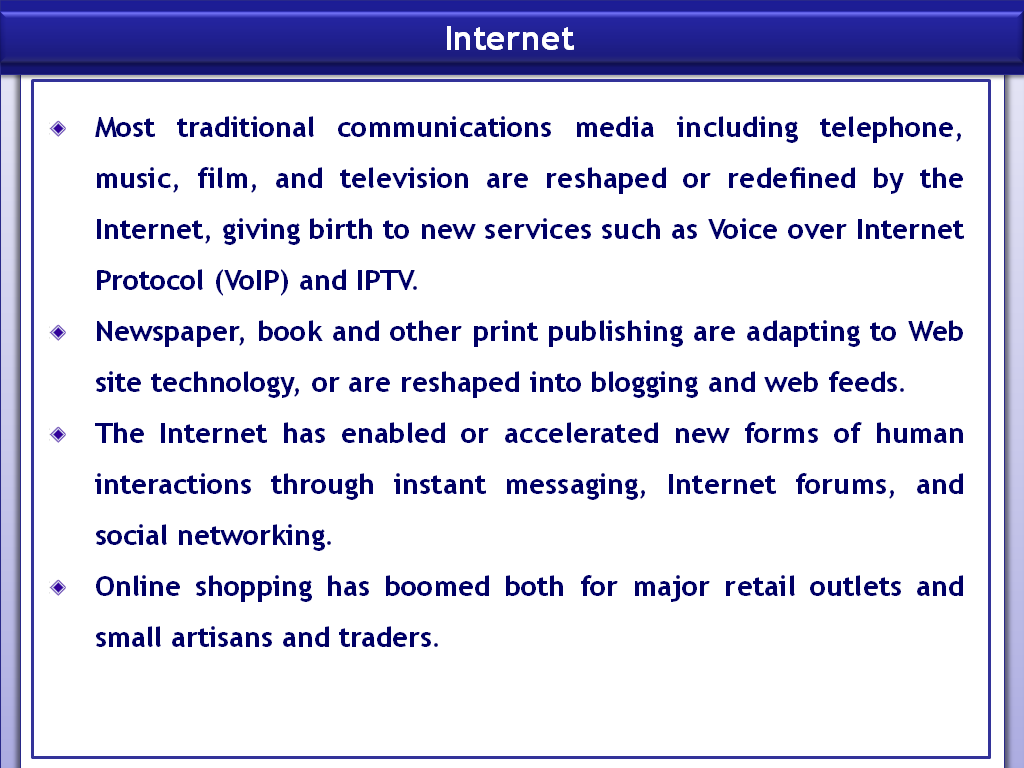 Internet
Most traditional communications media including telephone,
music, film, and television are reshaped or redefined by the
Internet, giving birth to new services such as Voice over Internet
Protocol (VoIP) and IPTV.
Newspaper, book and other print publishing are adapting to Web
site technology, or are reshaped into blogging and web feeds.
The Internet has enabled or accelerated new forms of human
interactions through instant messaging, Internet forums, and
social networking.
Online shopping has boomed both for major retail outlets and
small artisans and traders.